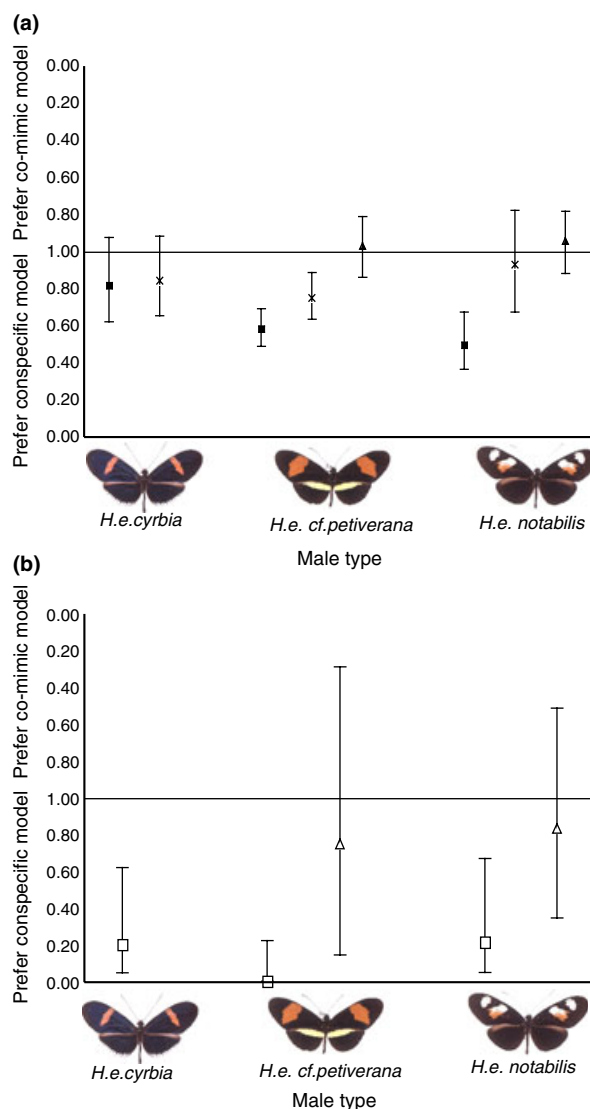 (a)
Prefer conspecific model Prefer co-mimic model
0.00
0.20
0.40
0.60
0.80
1.00
0.80
0.60
0.40
0.20
0.00
H.e.cyrbia H.e. cf.petiverana H.e. notabilis
Male type
(b)
Prefer conspecific model Prefer co-mimic model
0.00
0.20
0.40
0.60
0.80
1.00
0.80
0.60
0.40
0.20
0.00
H.e.cyrbia H.e. cf.petiverana H.e. notabilis
Male type